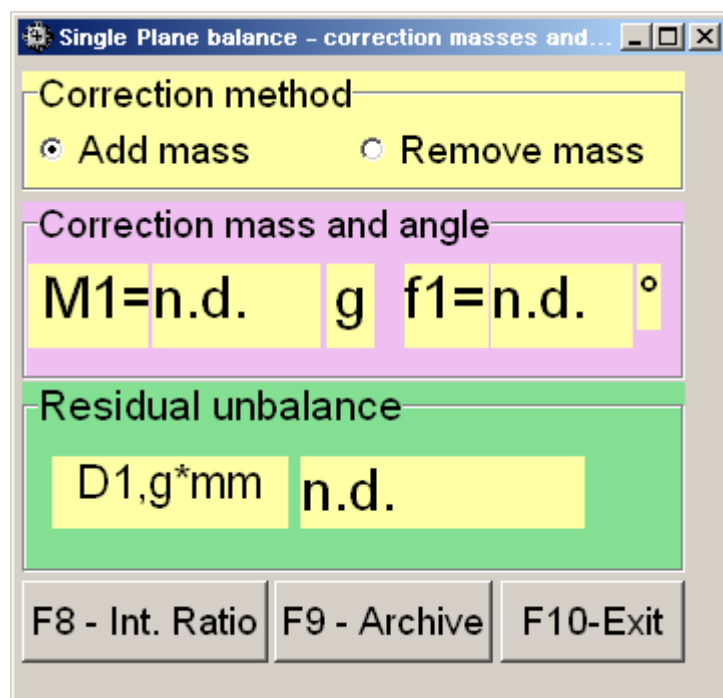 Single Plane balance - correction masses and...
Correction method
Add mass Remove mass
Correction mass and angle
M1= n.d. g f1= n.d. °
Residual unbalance
D1,g*mm n.d.
F8 - Int. Ratio F9 - Archive F10-Exit